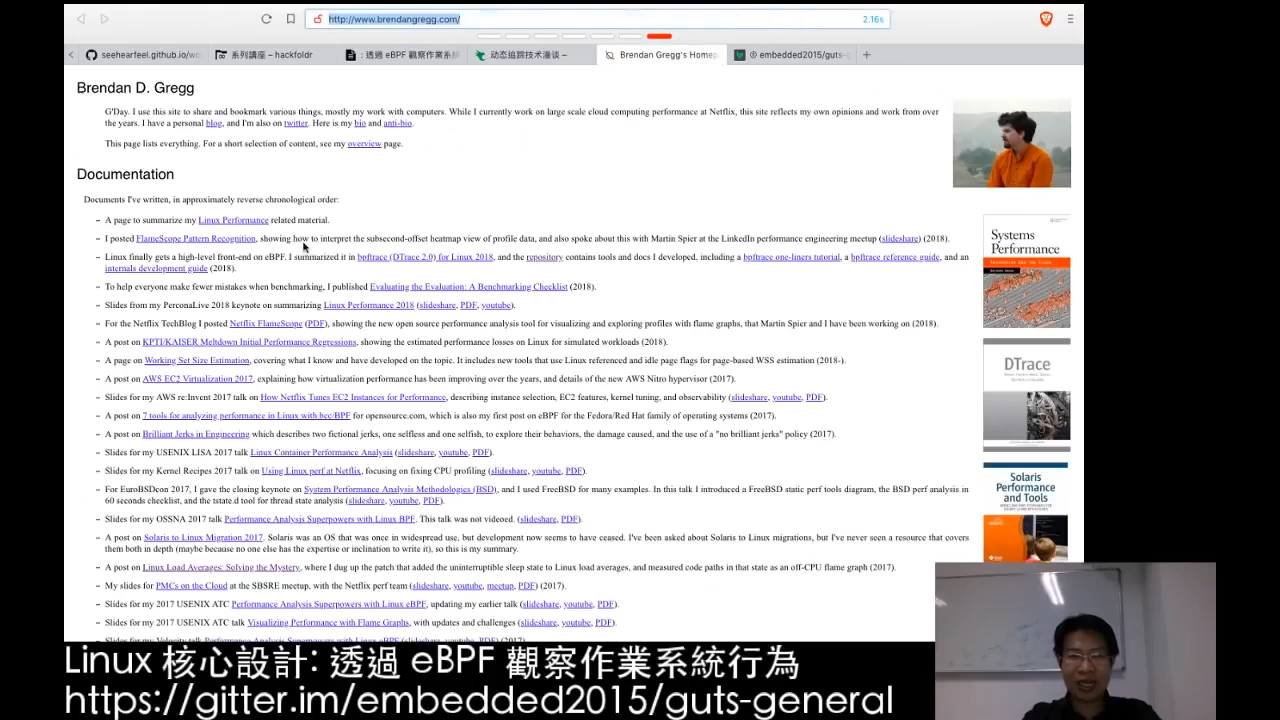 http://www.brendangregg.com/
2.16s
seehearfeel.github.io/wo
系列講座 – hackfoldr
: 透過 eBPF 觀察作業系統
动态追踪技术漫谈 –
Brendan Gregg's Homep
embedded2015/guts-g
Brendan D. Gregg
G'Day. I use this site to share and bookmark various things, mostly my work with computers. While I currently work on large scale cloud computing performance at Netflix, this site reflects my own opinions and work from over
the years. I have a personal blog, and I'm also on twitter. Here is my bio and anti-bio.
This page lists everything. For a short selection of content, see my overview page.
Documentation
Documents I've written, in approximately reverse chronological order:
– A page to summarize my Linux Performance related material.
– I posted FlameScope Pattern Recognition, showing how to interpret the subsecond-offset heatmap view of profile data, and also spoke about this with Martin Spier at the LinkedIn performance engineering meetup (slideshare) (2018).
– Linux finally gets a high-level front-end on eBPF. I summarized it in bpftrace (DTrace 2.0) for Linux 2018, and the repository contains tools and docs I developed, including a bpftrace one-liners tutorial, a bpftrace reference guide, and an
internals development guide (2018).
– To help everyone make fewer mistakes when benchmarking, I published Evaluating the Evaluation: A Benchmarking Checklist (2018).
– Slides from my PerconaLive 2018 keynote on summarizing Linux Performance 2018 (slideshare, PDF, youtube).
– For the Netflix TechBlog I posted Netflix FlameScope (PDF), showing the new open source performance analysis tool for visualizing and exploring profiles with flame graphs, that Martin Spier and I have been working on (2018).
– A post on KPTI/KAISER Meltdown Initial Performance Regressions, showing the estimated performance losses on Linux for simulated workloads (2018).
– A page on Working Set Size Estimation, covering what I know and have developed on the topic. It includes new tools that use Linux referenced and idle page flags for page-based WSS estimation (2018-).
– A post on AWS EC2 Virtualization 2017, explaining how virtualization performance has been improving over the years, and details of the new AWS Nitro hypervisor (2017).
– Slides for my AWS re:Invent 2017 talk on How Netflix Tunes EC2 Instances for Performance, describing instance selection, EC2 features, kernel tuning, and observability (slideshare, youtube, PDF).
– A post on 7 tools for analyzing performance in Linux with bcc/BPF for opensource.com, which is also my first post on eBPF for the Fedora/Red Hat family of operating systems (2017).
– A post on Brilliant Jerks in Engineering which describes two fictional jerks, one selfless and one selfish, to explore their behaviors, the damage caused, and the use of a "no brilliant jerks" policy (2017).
– Slides for my USENIX LISA 2017 talk Linux Container Performance Analysis (slideshare, youtube, PDF).
– Slides for my Kernel Recipes 2017 talk on Using Linux perf at Netflix, focusing on fixing CPU profiling (slideshare, youtube, PDF).
– For EuroBSDcon 2017, I gave the closing keynote on System Performance Analysis Methodologies (BSD), and I used FreeBSD for many examples. In this talk I introduced a FreeBSD static perf tools diagram, the BSD perf analysis in
60 seconds checklist, and the tstate.d tool for thread state analysis (slideshare, youtube, PDF).
– Slides for my OSSNA 2017 talk Performance Analysis Superpowers with Linux BPF. This talk was not videoed. (slideshare, PDF).
– A post on Solaris to Linux Migration 2017. Solaris was an OS that was once in widespread use, but development now seems to have ceased. I've been asked about Solaris to Linux migrations, but I've never seen a resource that covers
them both in depth (maybe because no one else has the expertise or inclination to write it), so this is my summary.
– A post on Linux Load Averages: Solving the Mystery, where I dug up the patch that added the uninterruptible sleep state to Linux load averages, and measured code paths in that state as an off-CPU flame graph (2017).
– My slides for PMCs on the Cloud at the SBSRE meetup, with the Netflix perf team (slideshare, youtube, meetup, PDF) (2017).
– Slides for my 2017 USENIX ATC Performance Analysis Superpowers with Linux eBPF, updating my earlier talk (slideshare, youtube, PDF).
– Slides for my 2017 USENIX ATC talk Visualizing Performance with Flame Graphs, with updates and challenges (slideshare, youtube, PDF).
– Slides for my Velocity talk Performance Analysis Superpowers with Linux eBPF (slideshare, youtube, PDF) (2017).
Systems
Performance
DTrace
Solaris
Performance
and Tools
Linux 核心設計: 透過 eBPF 觀察作業系統行為
https://gitter.im/embedded2015/guts-general